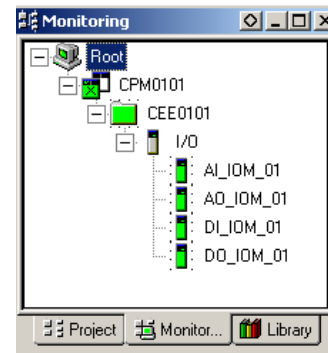 Monitoring
Root
CPM0101
CEE0101
I/O
AI_IOM_01
AO_IOM_01
DI_IOM_01
DO_IOM_01
Project Monitor... Library